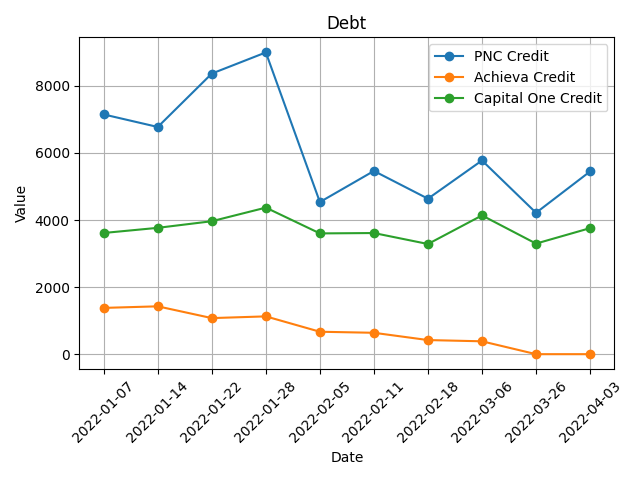 Debt
PNC Credit
Achieva Credit
Capital One Credit
8000
6000
4000
2000
0
Value
2022-01-07
2022-01-14
2022-01-22
2022-01-28
2022-02-05
2022-02-11
2022-02-18
2022-03-06
2022-03-26
2022-04-03
Date